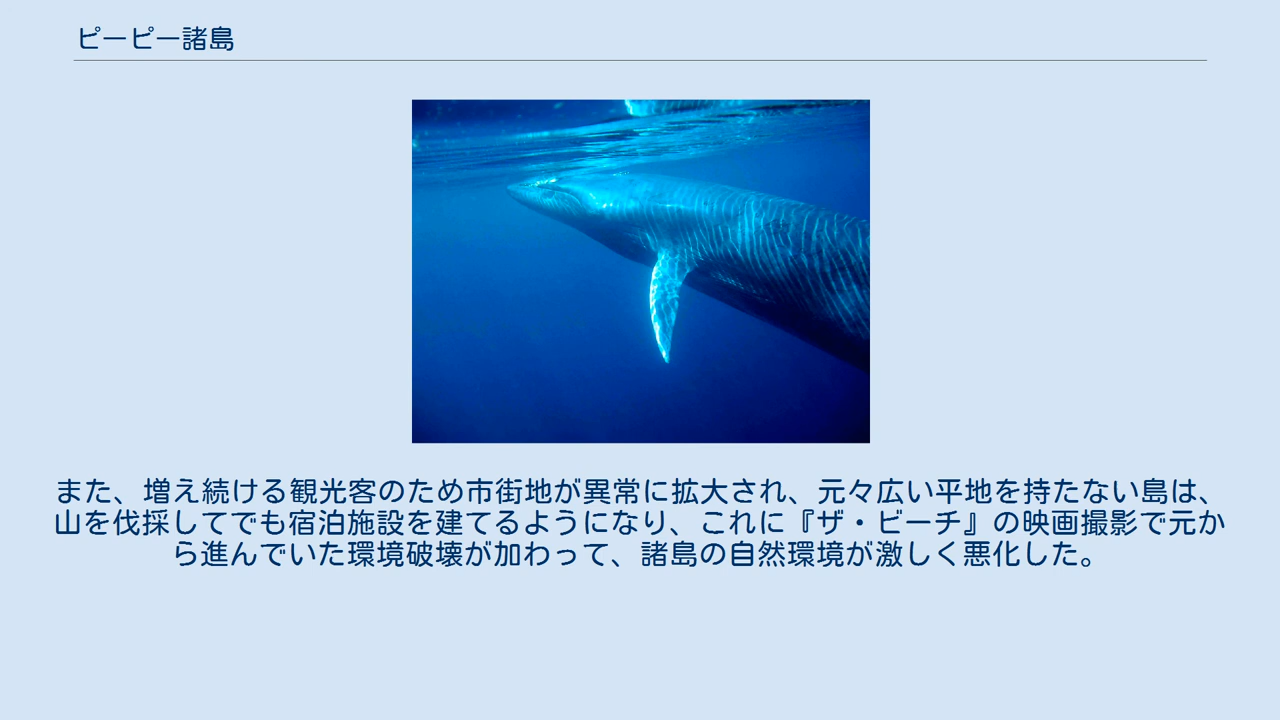 ピーピー諸島
また、増え続ける観光客のため市街地が異常に拡大され、元々広い平地を持たない島は、
山を伐採してでも宿泊施設を建てるようになり、これに『ザ・ビーチ』の映画撮影で元か
ら進んでいた環境破壊が加わって、諸島の自然環境が激しく悪化した。